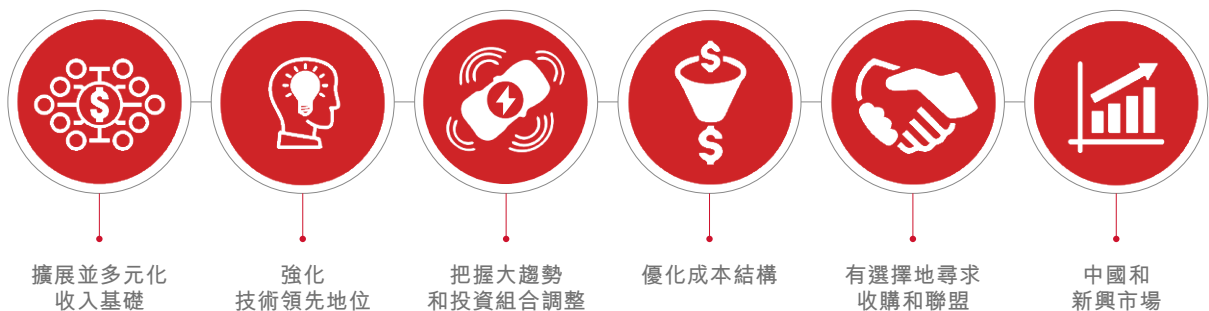 擴展並多元化
收入基礎
強化
技術領先地位
把握大趨勢
和投資組合調整
優化成本結構
有選擇地尋求
收購和聯盟
中國和
新興市場